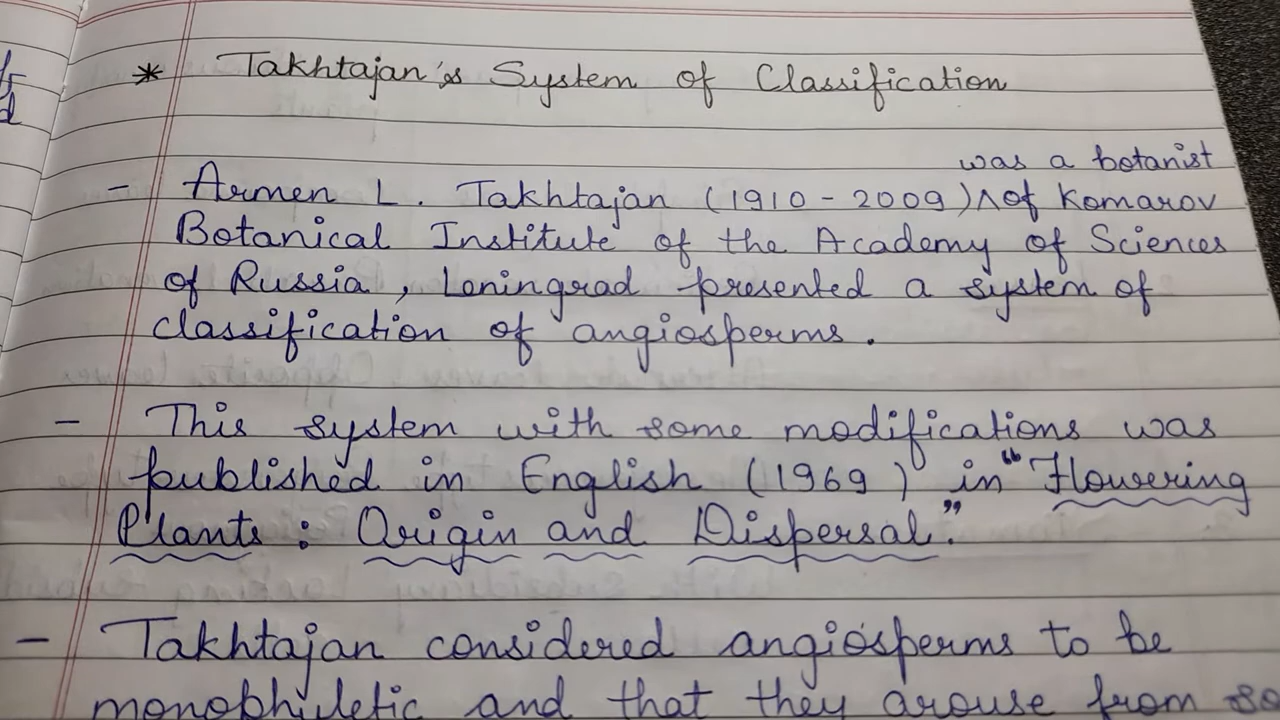 * Takhtajan's System of Classification
was a botanist
- Armen L. Takhtajan (1910 - 2009) ^ of Komarov
Botanical Institute of the Academy of Sciences
of Russia, Leningrad presented a system of
classification of angiosperms.
- This system with some modifications was
published in English (1969) in "Flowering
Plants : Origin and Dispersal."
- Takhtajan considered angiosperms to be
monophyletic and that they arouse from